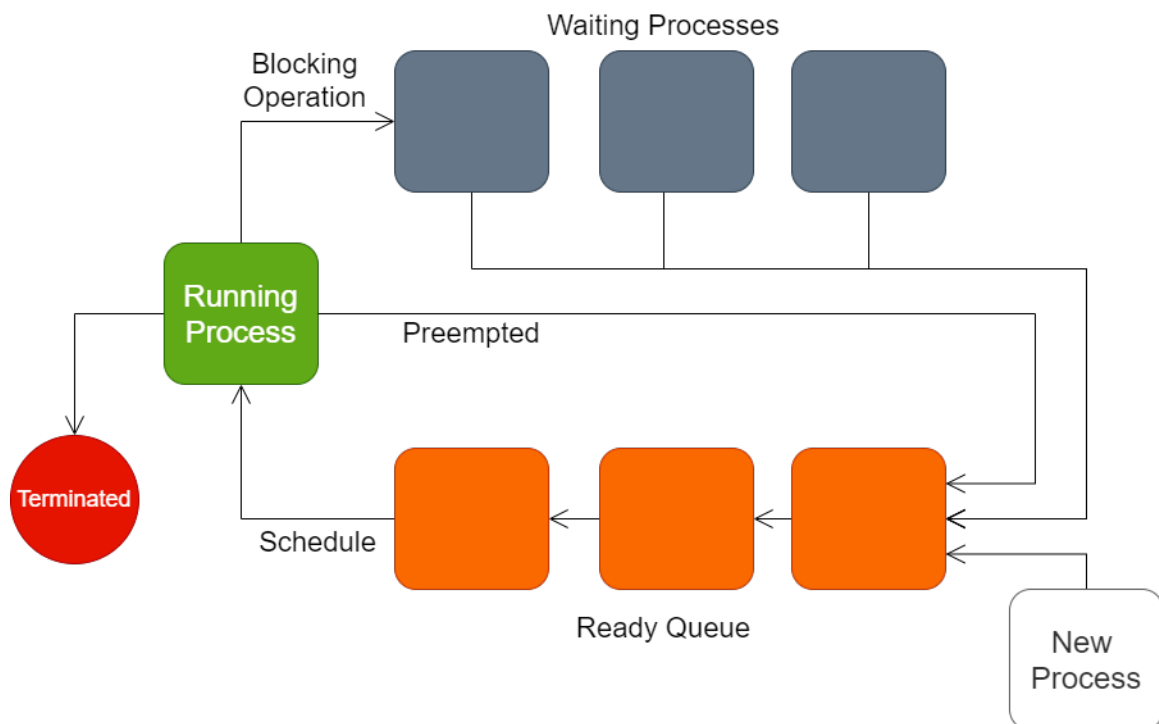 Waiting Processes
Blocking
Operation
Running
Process
Preempted
Terminated
Schedule
Ready Queue
New
Process